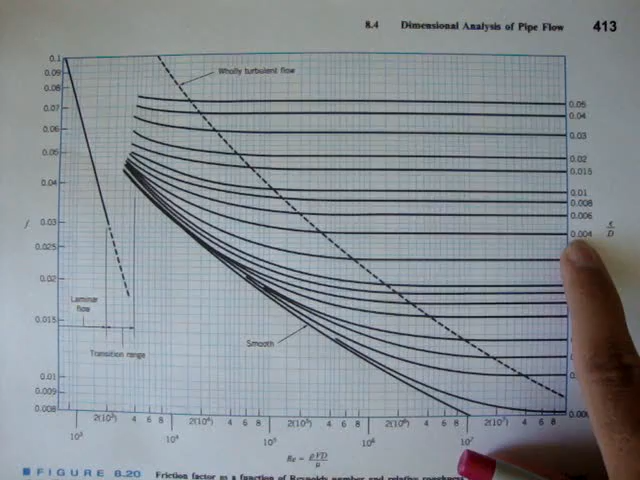 8.4 Dimensional Analysis of Pipe Flow 413
0.1
0.09
0.08
0.07
0.06
0.05
0.04
0.03
0.025
0.02
0.015
0.01
0.009
0.008
f
Wholly turbulent flow
Laminar flow
Transition range
Smooth
0.05
0.04
0.03
0.02
0.015
0.01
0.008
0.006
0.004
ε/D
2(10³) 4 6 8 2(10⁴) 4 6 8 2(10⁵) 4 6 8 2(10⁶) 4 6 8 2(10⁷) 4 6 8
10³ 10⁴ 10⁵ 10⁶ 10⁷
Re = ρVD/μ
FIGURE 8.20 Friction factor as a function of Reynolds number and relative roughness